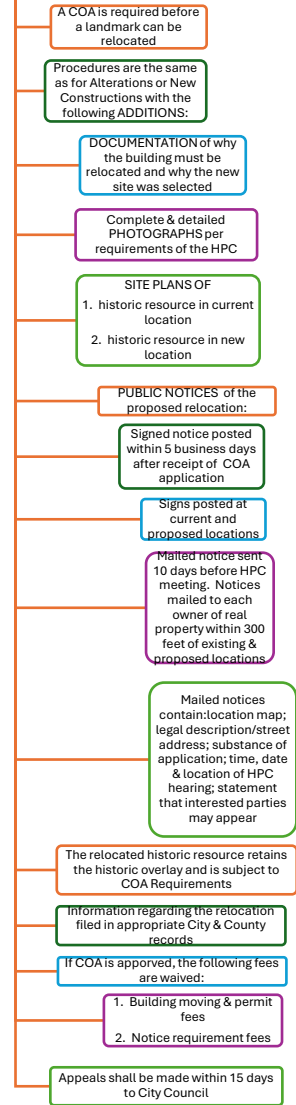 A COA is required before
a landmark can be
relocated
Procedures are the same
as for Alterations or New
Constructions with the
following ADDITIONS:
DOCUMENTATION of why
the building must be
relocated and why the new
site was selected
Complete & detailed
PHOTOGRAPHS per
requirements of the HPC
SITE PLANS OF
1. historic resource in current
location
2. historic resource in new
location
PUBLIC NOTICES of the
proposed relocation:
Signed notice posted
within 5 business days
after receipt of COA
application
Signs posted at
current and
proposed locations
Mailed notice sent
10 days before HPC
meeting. Notices
mailed to each
owner of real
property within 300
feet of existing &
proposed locations
Mailed notices
contain:location map;
legal description/street
address; substance of
application; time, date
& location of HPC
hearing; statement
that interested parties
may appear
The relocated historic resource retains
the historic overlay and is subject to
COA Requirements
Information regarding the relocation
filed in appropriate City & County
records
If COA is apporved, the following fees
are waived:
1. Building moving & permit
fees
2. Notice requirement fees
Appeals shall be made within 15 days
to City Council